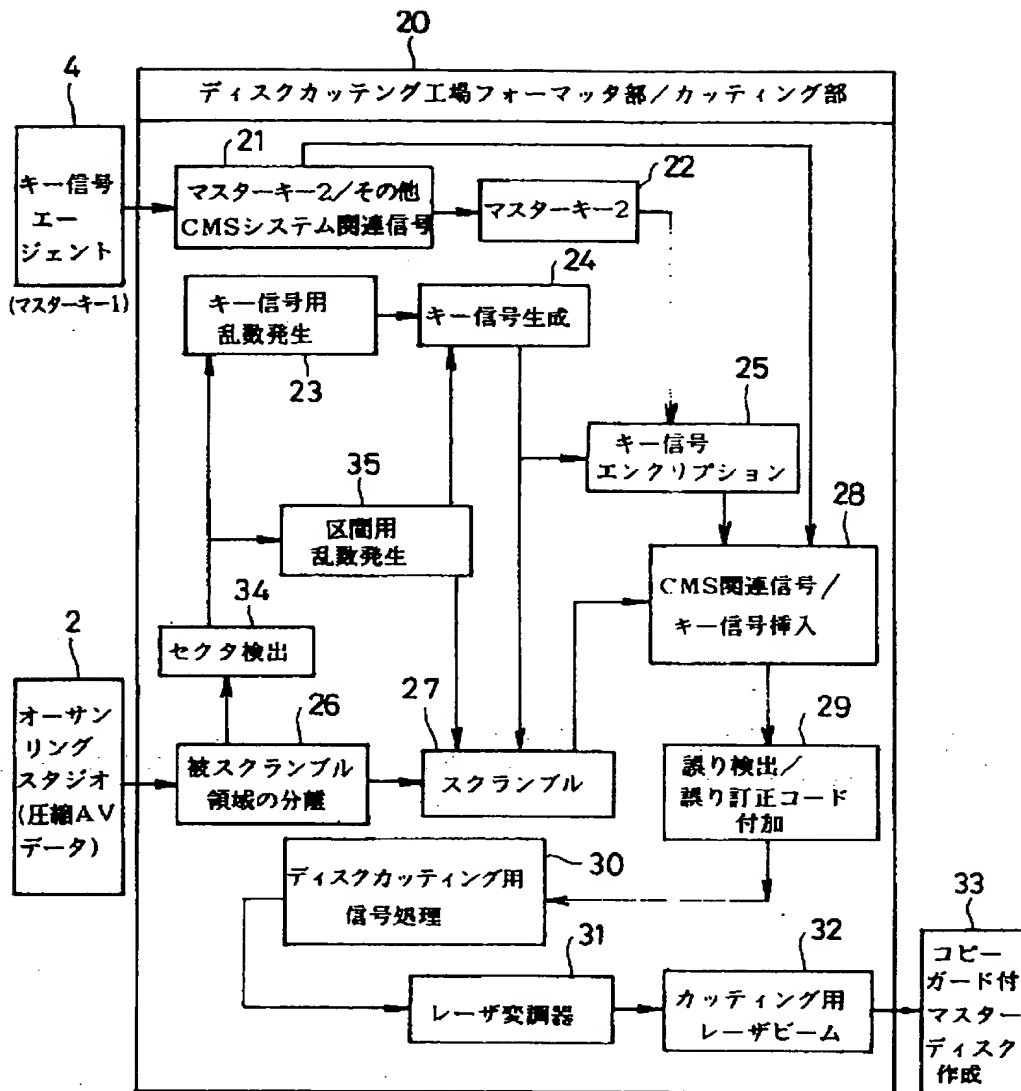 20
ディスクカッテング工場フォーマッタ部／カッティング部
4
キー信号
エー
ジェント
(マスターキー1)
21
マスターキー2／その他
CMSシステム関連信号
22
マスターキー2
キー信号用
乱数発生
23
24
キー信号生成
25
キー信号
エンクリプション
35
区間用
乱数発生
28
CMS関連信号／
キー信号挿入
34
セクタ検出
2
オーサン
リング
スタジオ
(圧縮AV
データ)
26
被スクランブル
領域の分離
27
スクランブル
29
誤り検出／
誤り訂正コード
付加
30
ディスクカッティング用
信号処理
31
レーザ変調器
32
カッティング用
レーザビーム
33
コピー
ガード付
マスター
ディスク
作成